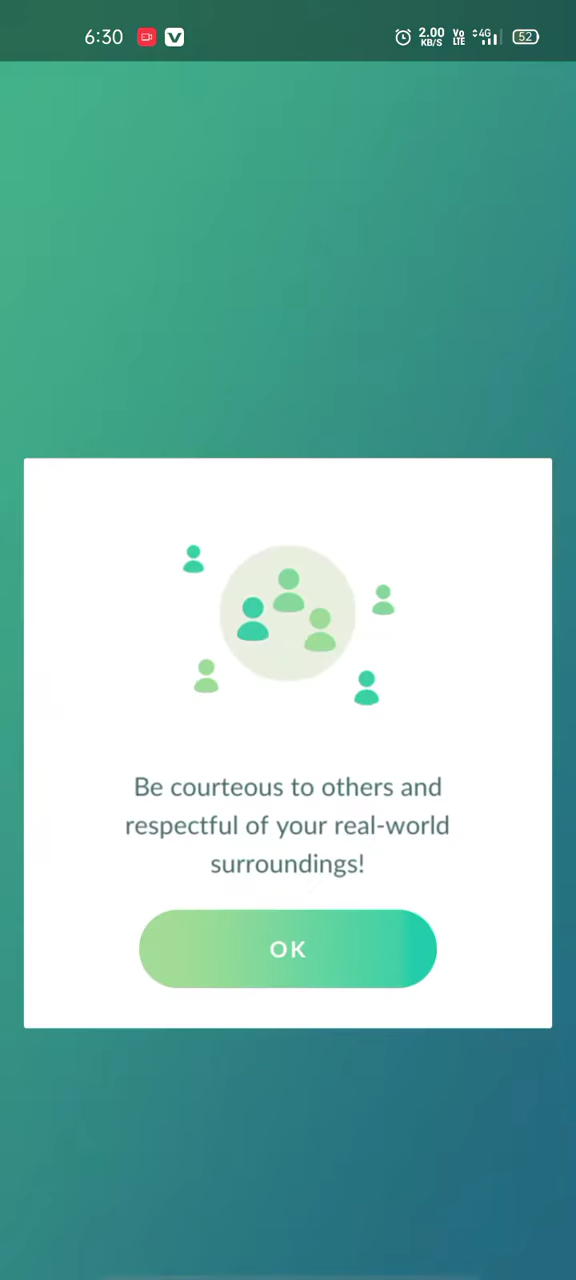 6:30
2.00
KB/S
Vo
LTE
4G
52
Be courteous to others and
respectful of your real-world
surroundings!
OK